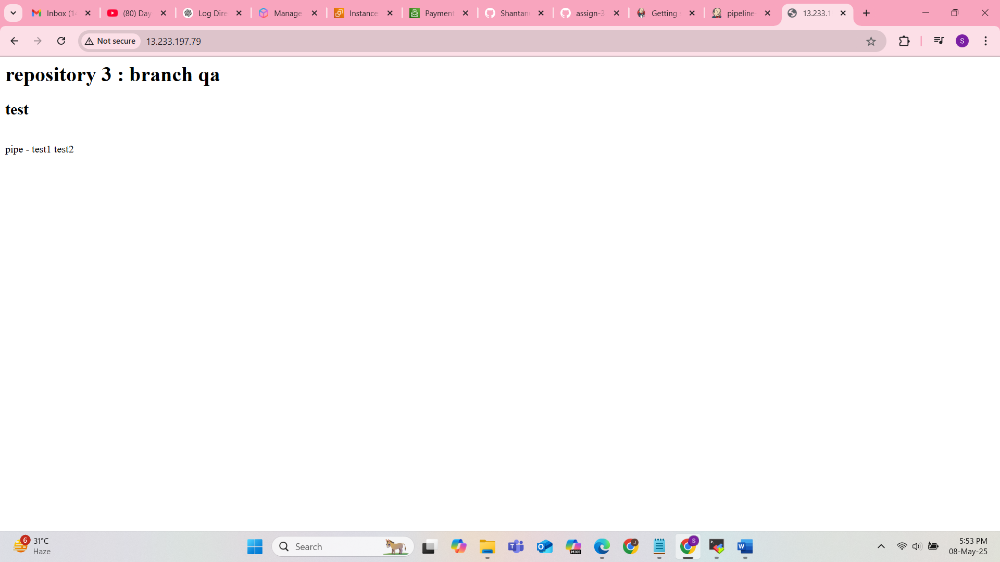 Inbox (14
(80) Day
Log Dire
Manage
Instance
Payment
Shantan
assign-3
Getting s
pipeline-
13.233.1
Not secure
13.233.197.79
S
repository 3 : branch qa
test
pipe - test1 test2
6
31°C
Haze
Search
M365
J
S
5:53 PM
08-May-25